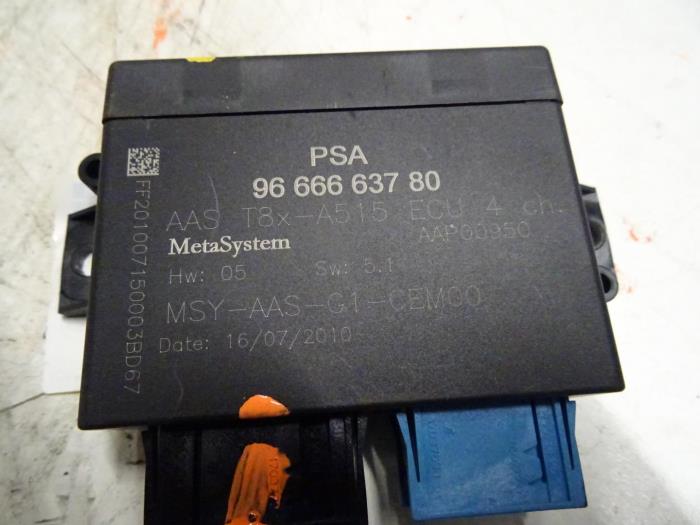 PSA
96 666 637 80
AAS T8x-A515 ECU 4 ch.
MetaSystem AAP00950
Hw: 05 Sw: 5.1
MSY-AAS-G1-CEM00
Date: 16/07/2010
FF2010071500003BD67